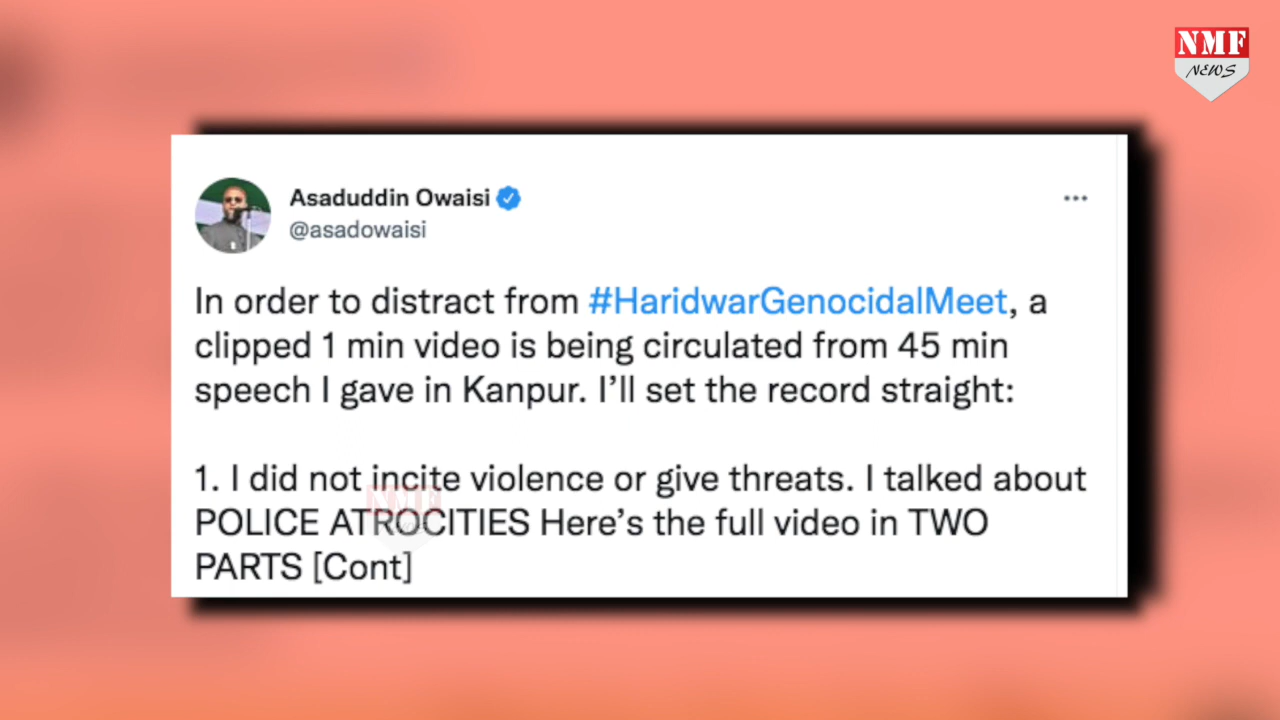 NMF
NEWS
Asaduddin Owaisi
@asadowaisi
In order to distract from #HaridwarGenocidalMeet, a
clipped 1 min video is being circulated from 45 min
speech I gave in Kanpur. I’ll set the record straight:
1. I did not incite violence or give threats. I talked about
POLICE ATROCITIES Here’s the full video in TWO
PARTS [Cont]
NMF